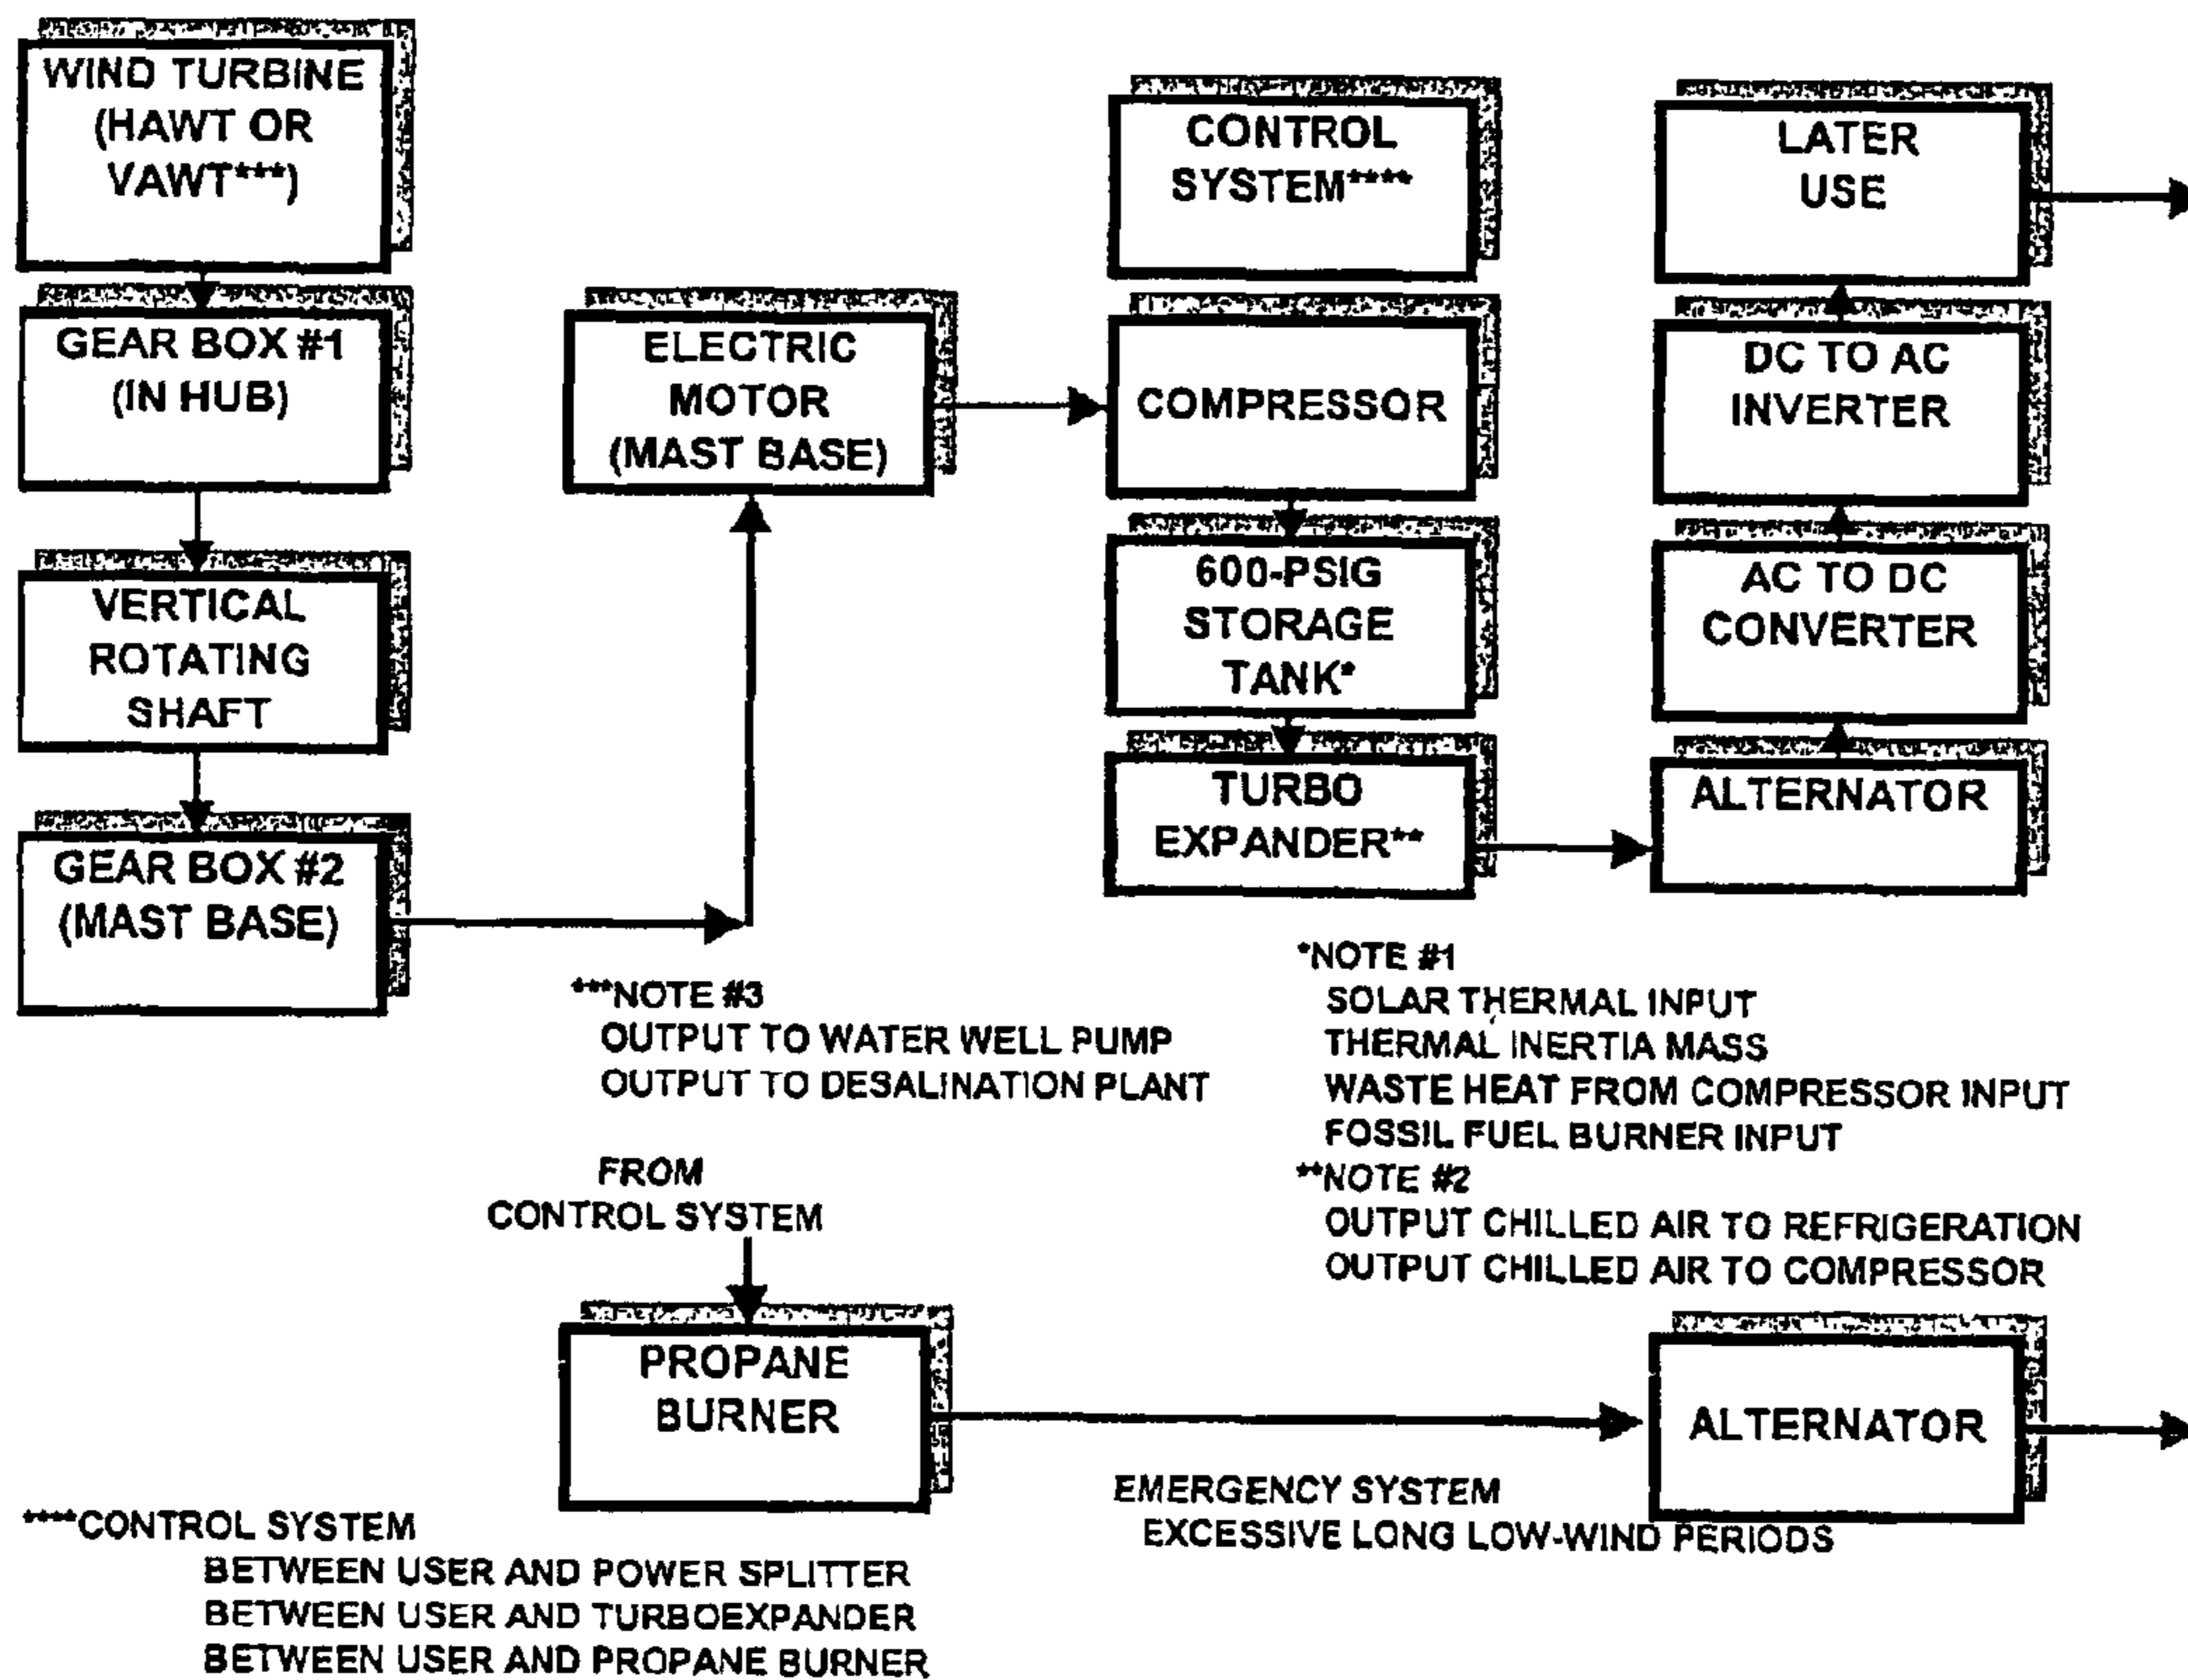 WIND TURBINE
(HAWT OR
VAWT***)
GEAR BOX #1
(IN HUB)
VERTICAL
ROTATING
SHAFT
GEAR BOX #2
(MAST BASE)
ELECTRIC
MOTOR
(MAST BASE)
CONTROL
SYSTEM****
COMPRESSOR
600-PSIG
STORAGE
TANK*
TURBO
EXPANDER**
LATER
USE
DC TO AC
INVERTER
AC TO DC
CONVERTER
ALTERNATOR
***NOTE #3
OUTPUT TO WATER WELL PUMP
OUTPUT TO DESALINATION PLANT
*NOTE #1
SOLAR THERMAL INPUT
THERMAL INERTIA MASS
WASTE HEAT FROM COMPRESSOR INPUT
FOSSIL FUEL BURNER INPUT
**NOTE #2
OUTPUT CHILLED AIR TO REFRIGERATION
OUTPUT CHILLED AIR TO COMPRESSOR
FROM
CONTROL SYSTEM
PROPANE
BURNER
ALTERNATOR
EMERGENCY SYSTEM
EXCESSIVE LONG LOW-WIND PERIODS
****CONTROL SYSTEM
BETWEEN USER AND POWER SPLITTER
BETWEEN USER AND TURBOEXPANDER
BETWEEN USER AND PROPANE BURNER